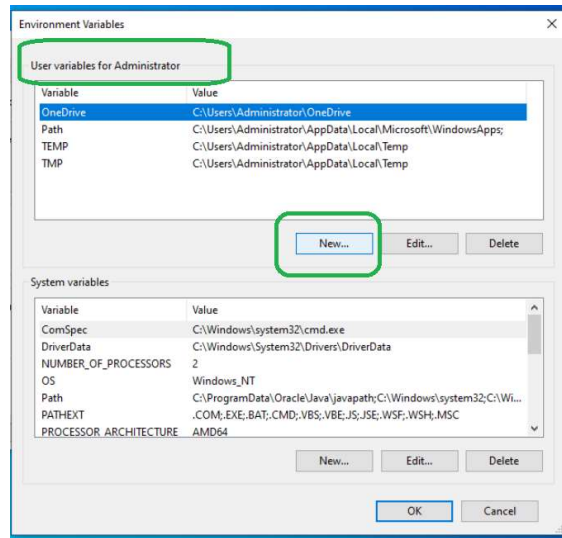 Environment Variables
User variables for Administrator
Variable Value
OneDrive C:\Users\Administrator\OneDrive
Path C:\Users\Administrator\AppData\Local\Microsoft\WindowsApps;
TEMP C:\Users\Administrator\AppData\Local\Temp
TMP C:\Users\Administrator\AppData\Local\Temp
New... Edit... Delete
System variables
Variable Value
ComSpec C:\Windows\system32\cmd.exe
DriverData C:\Windows\System32\Drivers\DriverData
NUMBER_OF_PROCESSORS 2
OS Windows_NT
Path C:\ProgramData\Oracle\Java\javapath;C:\Windows\system32;C:\Wi...
PATHEXT .COM;.EXE;.BAT;.CMD;.VBS;.VBE;.JS;.JSE;.WSF;.WSH;.MSC
PROCESSOR_ARCHITECTURE AMD64
New... Edit... Delete
OK Cancel